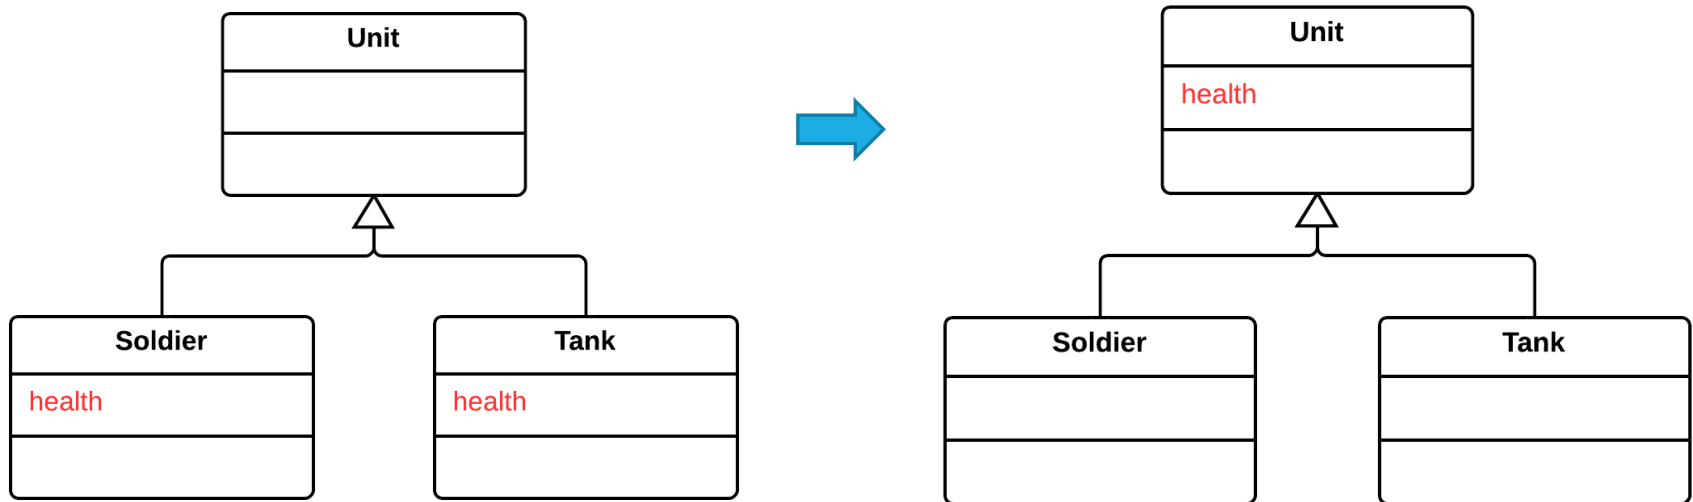 Unit
Soldier
health
Tank
health
Unit
health
Soldier
Tank